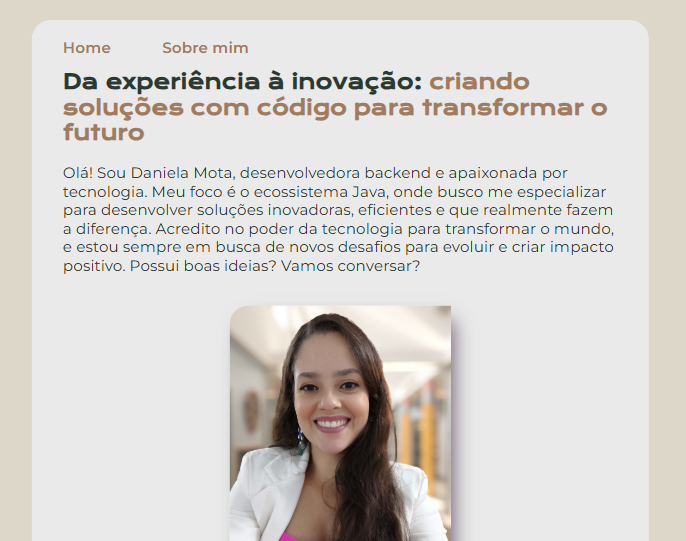 Home Sobre mim
Da experiência à inovação: criando
soluções com código para transformar o
futuro
Olá! Sou Daniela Mota, desenvolvedora backend e apaixonada por
tecnologia. Meu foco é o ecossistema Java, onde busco me especializar
para desenvolver soluções inovadoras, eficientes e que realmente fazem
a diferença. Acredito no poder da tecnologia para transformar o mundo,
e estou sempre em busca de novos desafios para evoluir e criar impacto
positivo. Possui boas ideias? Vamos conversar?